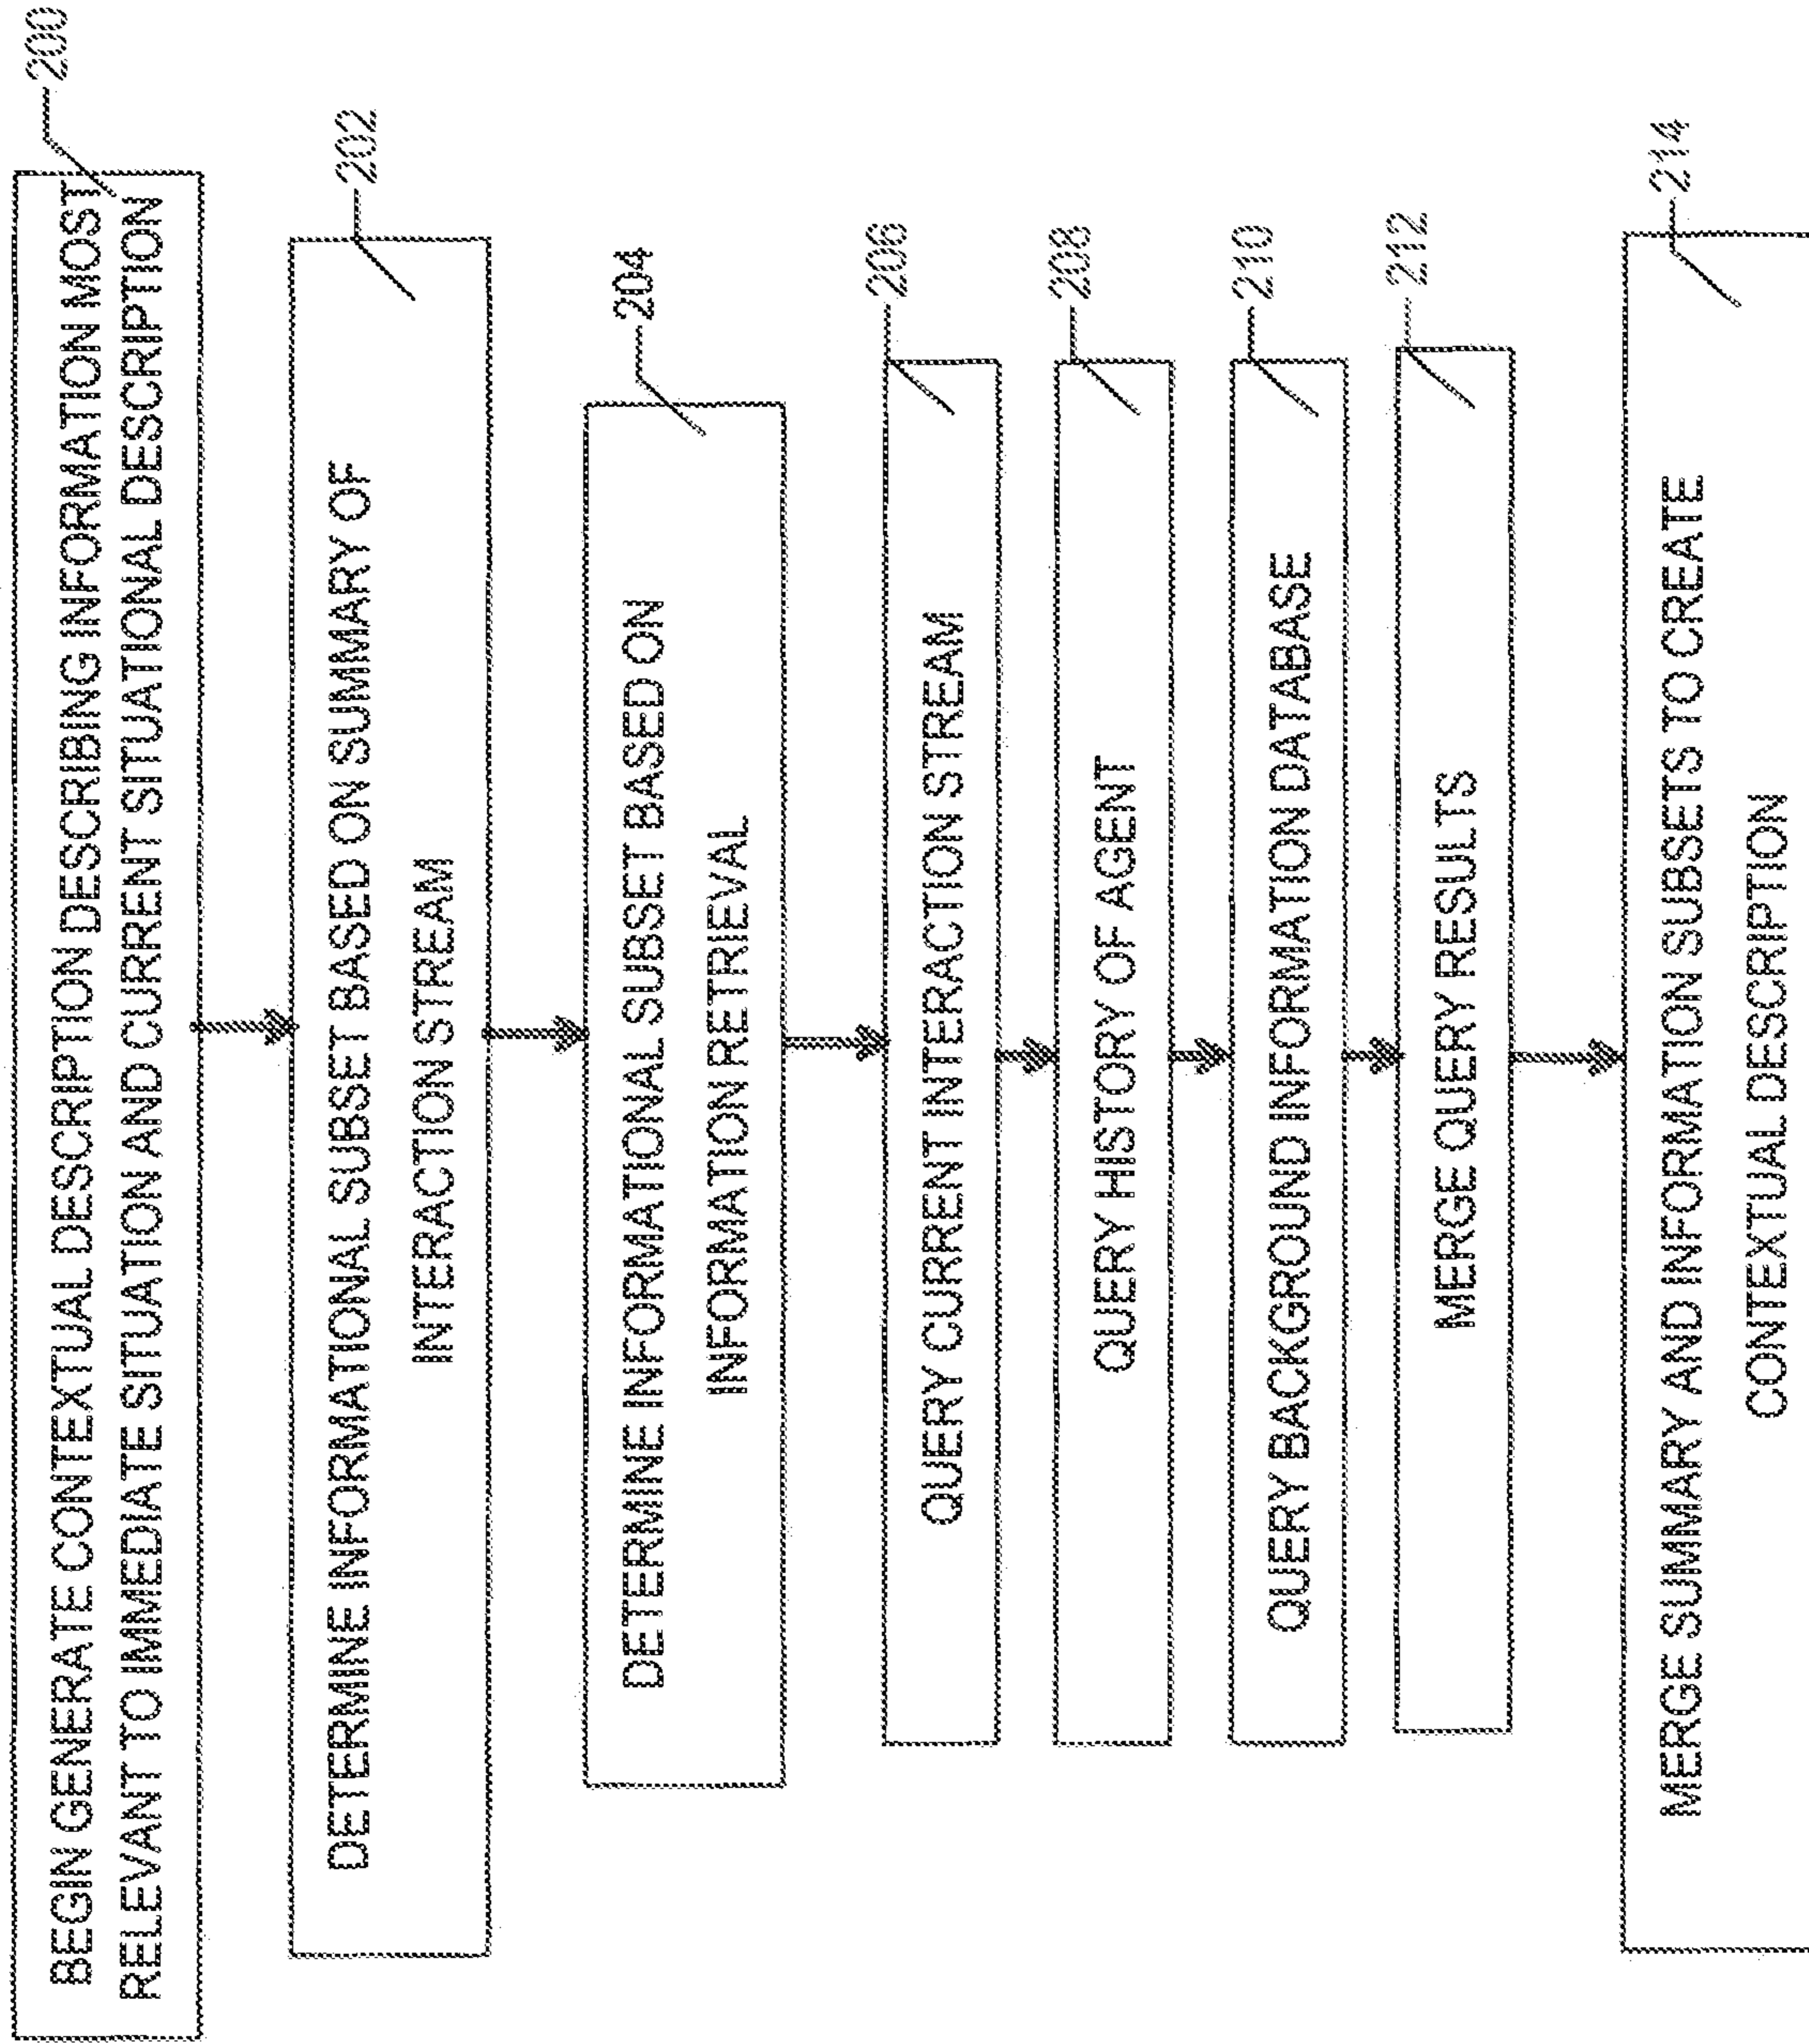 200
BEGIN GENERATE CONTEXTUAL DESCRIPTION DESCRIBING INFORMATION MOST
RELEVANT TO IMMEDIATE SITUATION AND CURRENT SITUATIONAL DESCRIPTION
202
DETERMINE INFORMATIONAL SUBSET BASED ON SUMMARY OF
INTERACTION STREAM
204
DETERMINE INFORMATIONAL SUBSET BASED ON
INFORMATION RETRIEVAL
206
QUERY CURRENT INTERACTION STREAM
208
QUERY HISTORY OF AGENT
210
QUERY BACKGROUND INFORMATION DATABASE
212
MERGE QUERY RESULTS
214
MERGE SUMMARY AND INFORMATION SUBSETS TO CREATE
CONTEXTUAL DESCRIPTION